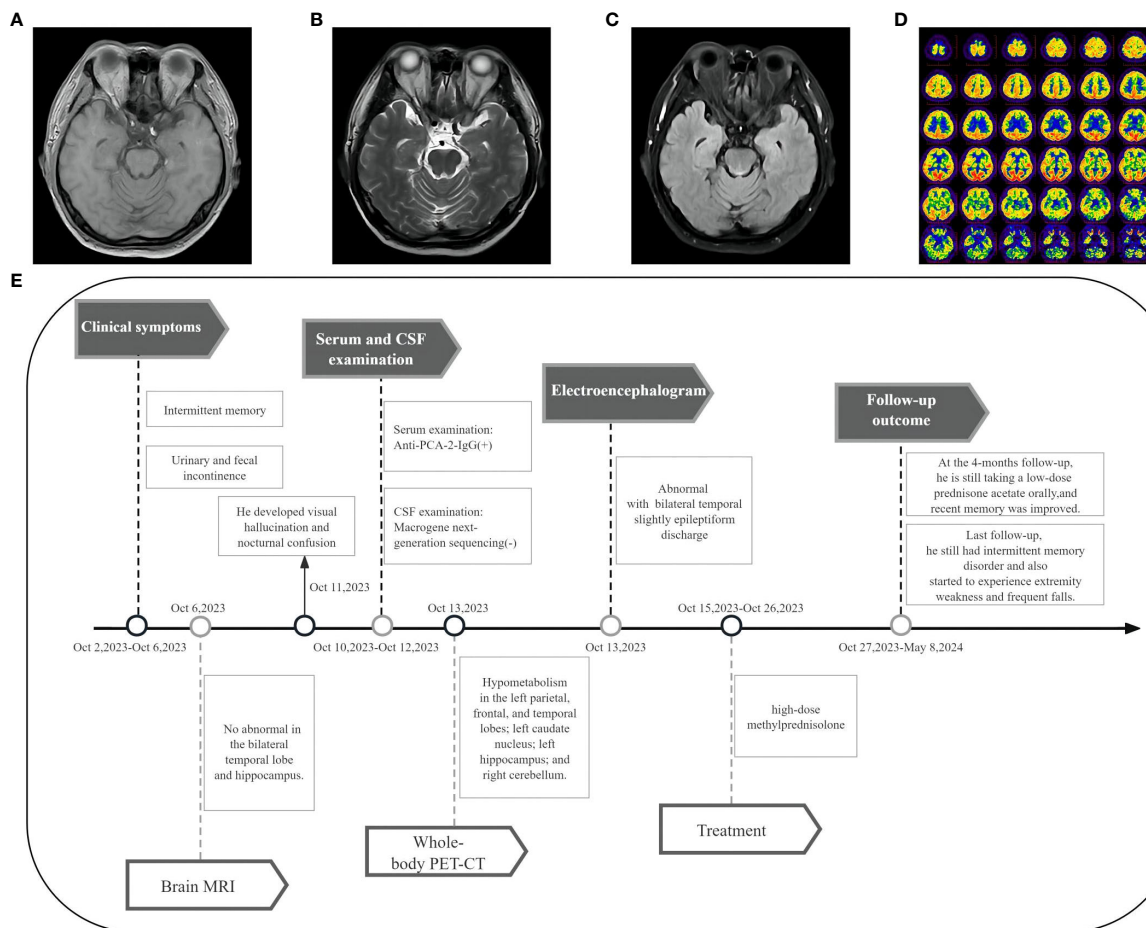 A
B
C
D
E
Clinical symptoms
Intermittent memory
Urinary and fecal
incontinence
He developed visual
hallucination and
nocturnal confusion
Oct 11,2023
Serum and CSF
examination
Serum examination:
Anti-PCA-2-IgG(+)
CSF examination:
Macrogene next-
generation sequencing(-)
Electroencephalogram
Abnormal
with bilateral temporal
slightly epileptiform
discharge
Follow-up
outcome
At the 4-months follow-up,
he is still taking a low-dose
prednisone acetate orally,and
recent memory was improved.
Last follow-up,
he still had intermittent memory
disorder and also
started to experience extremity
weakness and frequent falls.
Oct 6,2023
Oct 13,2023
Oct 15,2023-Oct 26,2023
Oct 2,2023-Oct 6,2023
Oct 10,2023-Oct 12,2023
Oct 13,2023
Oct 27,2023-May 8,2024
No abnormal in
the bilateral
temporal lobe
and hippocampus.
Brain MRI
Hypometabolism
in the left parietal,
frontal, and temporal
lobes; left caudate
nucleus; left
hippocampus; and
right cerebellum.
Whole-
body PET-CT
high-dose
methylprednisolone
Treatment